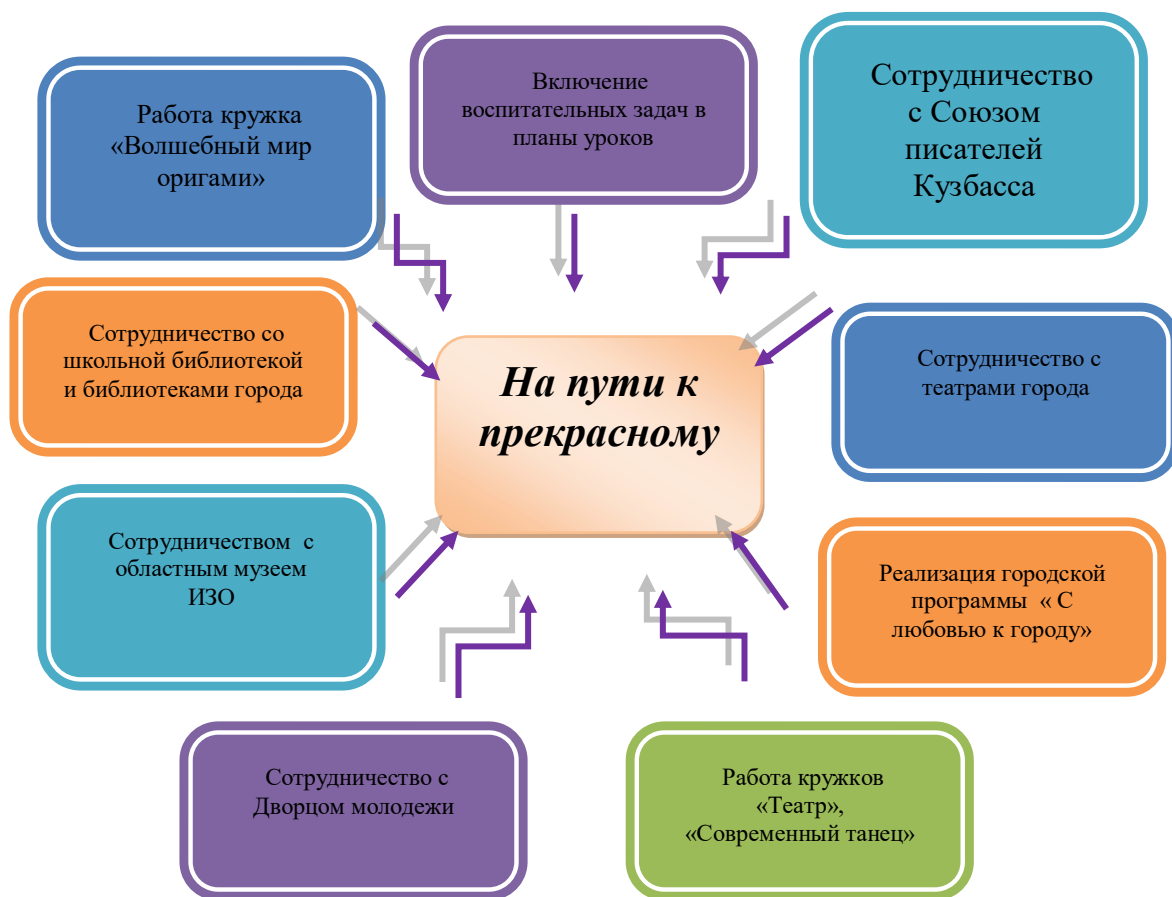 Работа кружка
«Волшебный мир
оригами»
Включение
воспитательных задач в
планы уроков
Сотрудничество
с Союзом
писателей
Кузбасса
Сотрудничество со
школьной библиотекой
и библиотеками города
На пути к
прекрасному
Сотрудничество с
театрами города
Сотрудничеством  с
областным музеем
ИЗО
Реализация городской
программы  « С
любовью к городу»
Сотрудничество с
Дворцом молодежи
Работа кружков
«Театр»,
«Современный танец»